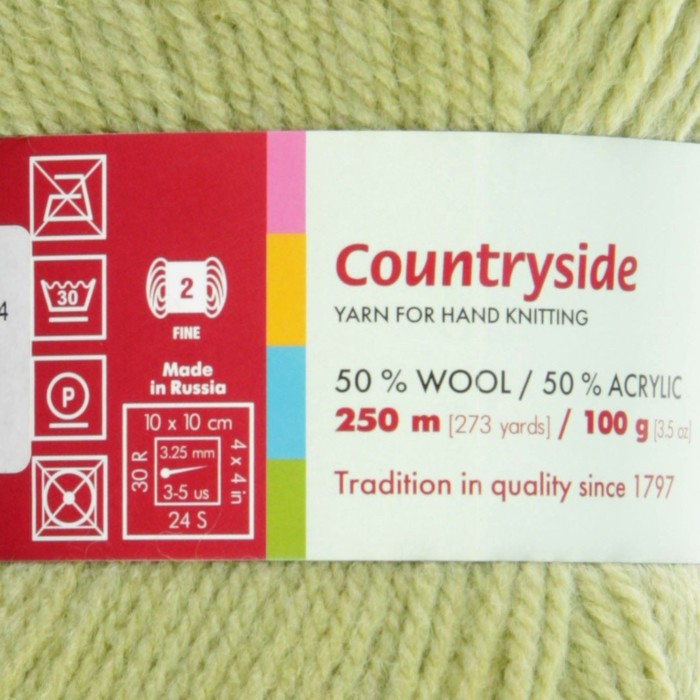 4
30
P
2
FINE
Made
in Russia
10 x 10 cm
30 R
3.25 mm
3-5 us
4 x 4 in
24 S
Countryside
YARN FOR HAND KNITTING
50 % WOOL / 50 % ACRYLIC
250 m [273 yards] / 100 g [3.5 oz]
Tradition in quality since 1797